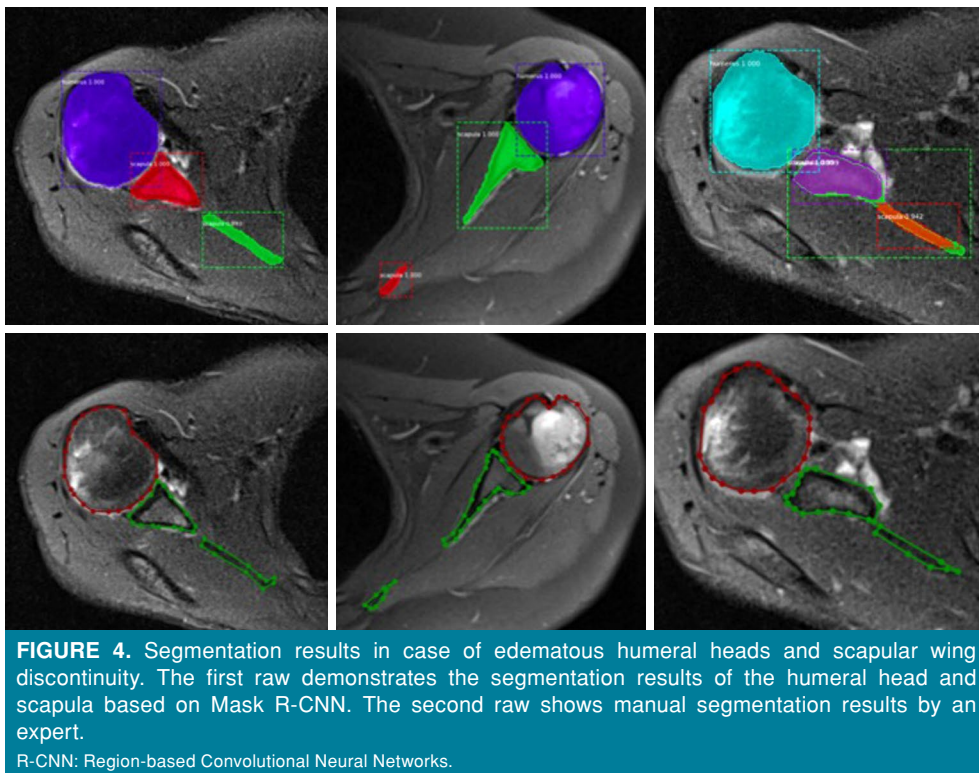 humerus 1.000
scapula 1.000
humerus 1.000
scapula 1.000
scapula 1.000
humerus 1.000
scapula 0.942
FIGURE 4. Segmentation results in case of edematous humeral heads and scapular wing
discontinuity. The first raw demonstrates the segmentation results of the humeral head and
scapula based on Mask R-CNN. The second raw shows manual segmentation results by an
expert.
R-CNN: Region-based Convolutional Neural Networks.